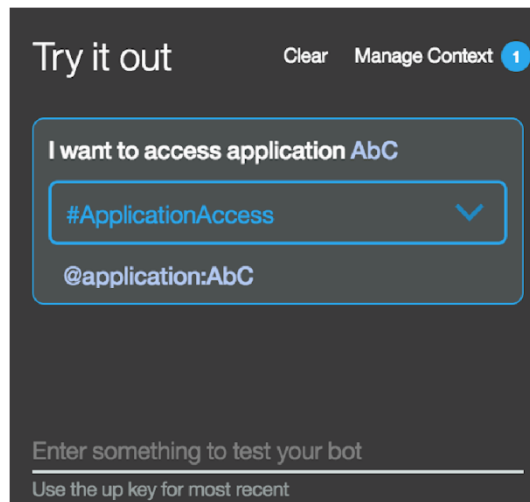 Try it out Clear Manage Context 1
I want to access application AbC
#ApplicationAccess
@application:AbC
Enter something to test your bot
Use the up key for most recent